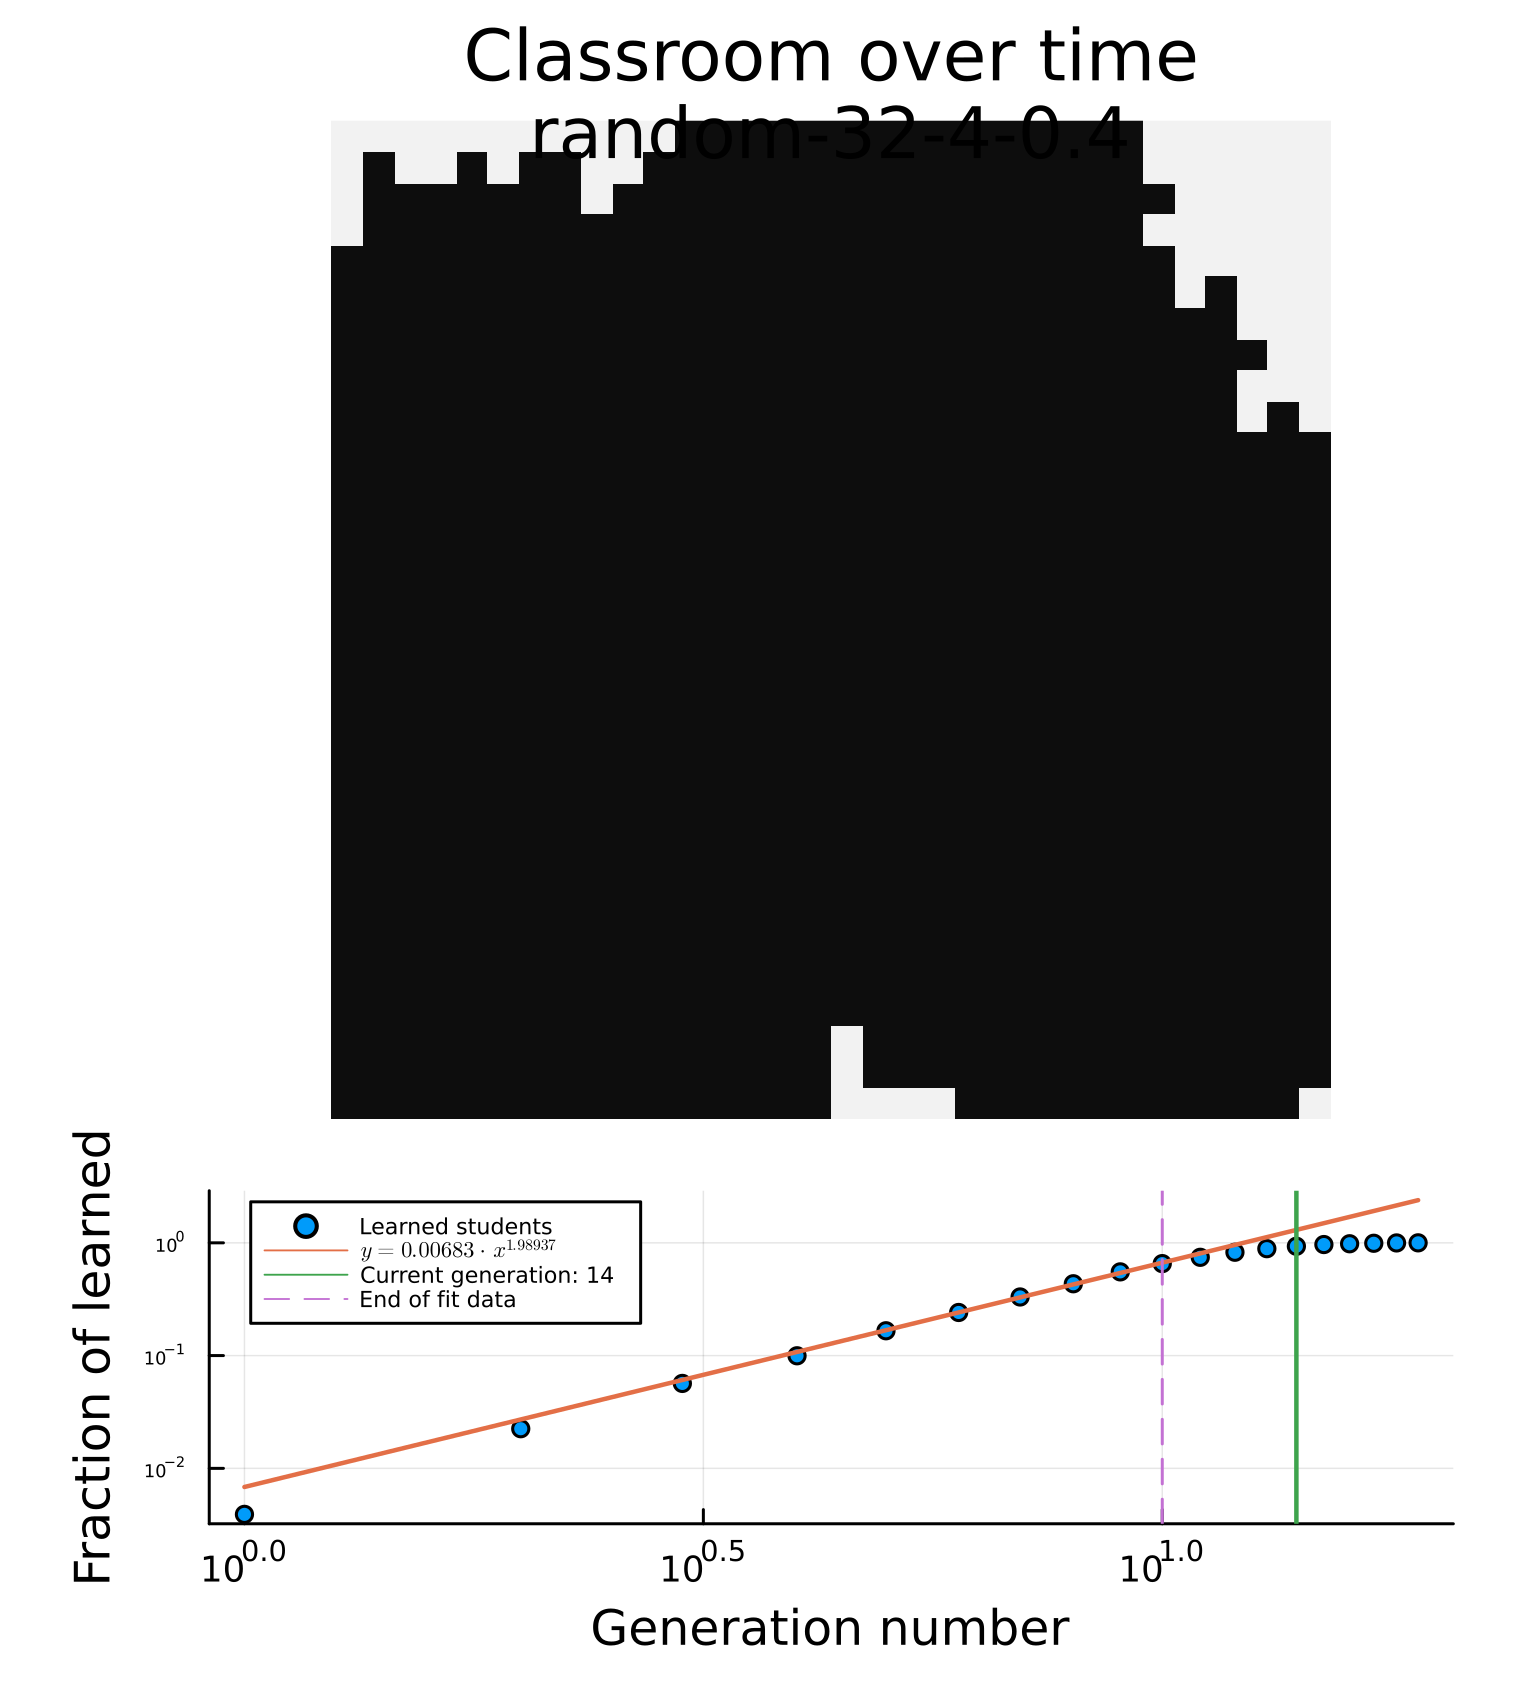 Classroom over time
random-32-4-0.4
Fraction of learned
10⁰
10⁻¹
10⁻²
Learned students
y = 0.00683 · x^1.98937
Current generation: 14
End of fit data
10^0.0 10^0.5 10^1.0
Generation number